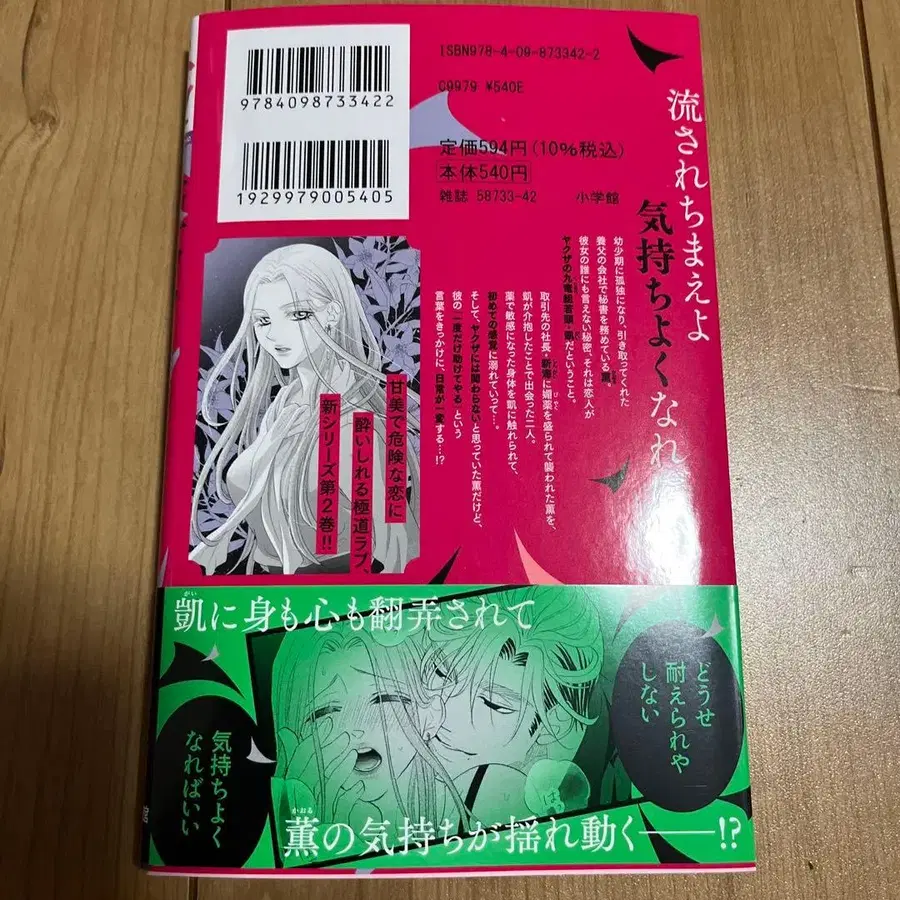 ISBN978-4-09-873342-2
C9979 ¥540E
9784098733422
定価594円(10%税込)
本体540円
1929979005405
雑誌 58733-42 小学館
流されちまえよ
気持ちよくなれ
幼少期に孤独になり、引き取ってくれた
養父の会社で秘書を務めている薫。
彼女の誰にも言えない秘密、それは恋人が
ヤクザの九竜組若頭・凱だということ。
取引先の社長・新海に媚薬を盛られて襲われた薫を、
凱が介抱したことで出会った二人。
薬で敏感になった身体を凱に触れられて、
初めての感覚に溺れていって…。
そして、ヤクザには関わらないと思っていた薫だけど、
彼の「一度だけ助けてやる」という
言葉をきっかけに、日常が一変する…!?
甘美で危険な恋に
酔いしれる極道ラブ、
新シリーズ第2巻!!
凱に身も心も翻弄されて
がい
どうせ
耐えられや
しない
気持ちよく
なればいい
は
薫の気持ちが揺れ動く――!?
かおる